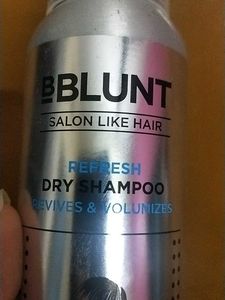 BBLUNT
SALON LIKE HAIR
REFRESH
DRY SHAMPOO
REVIVES & VOLUMIZES